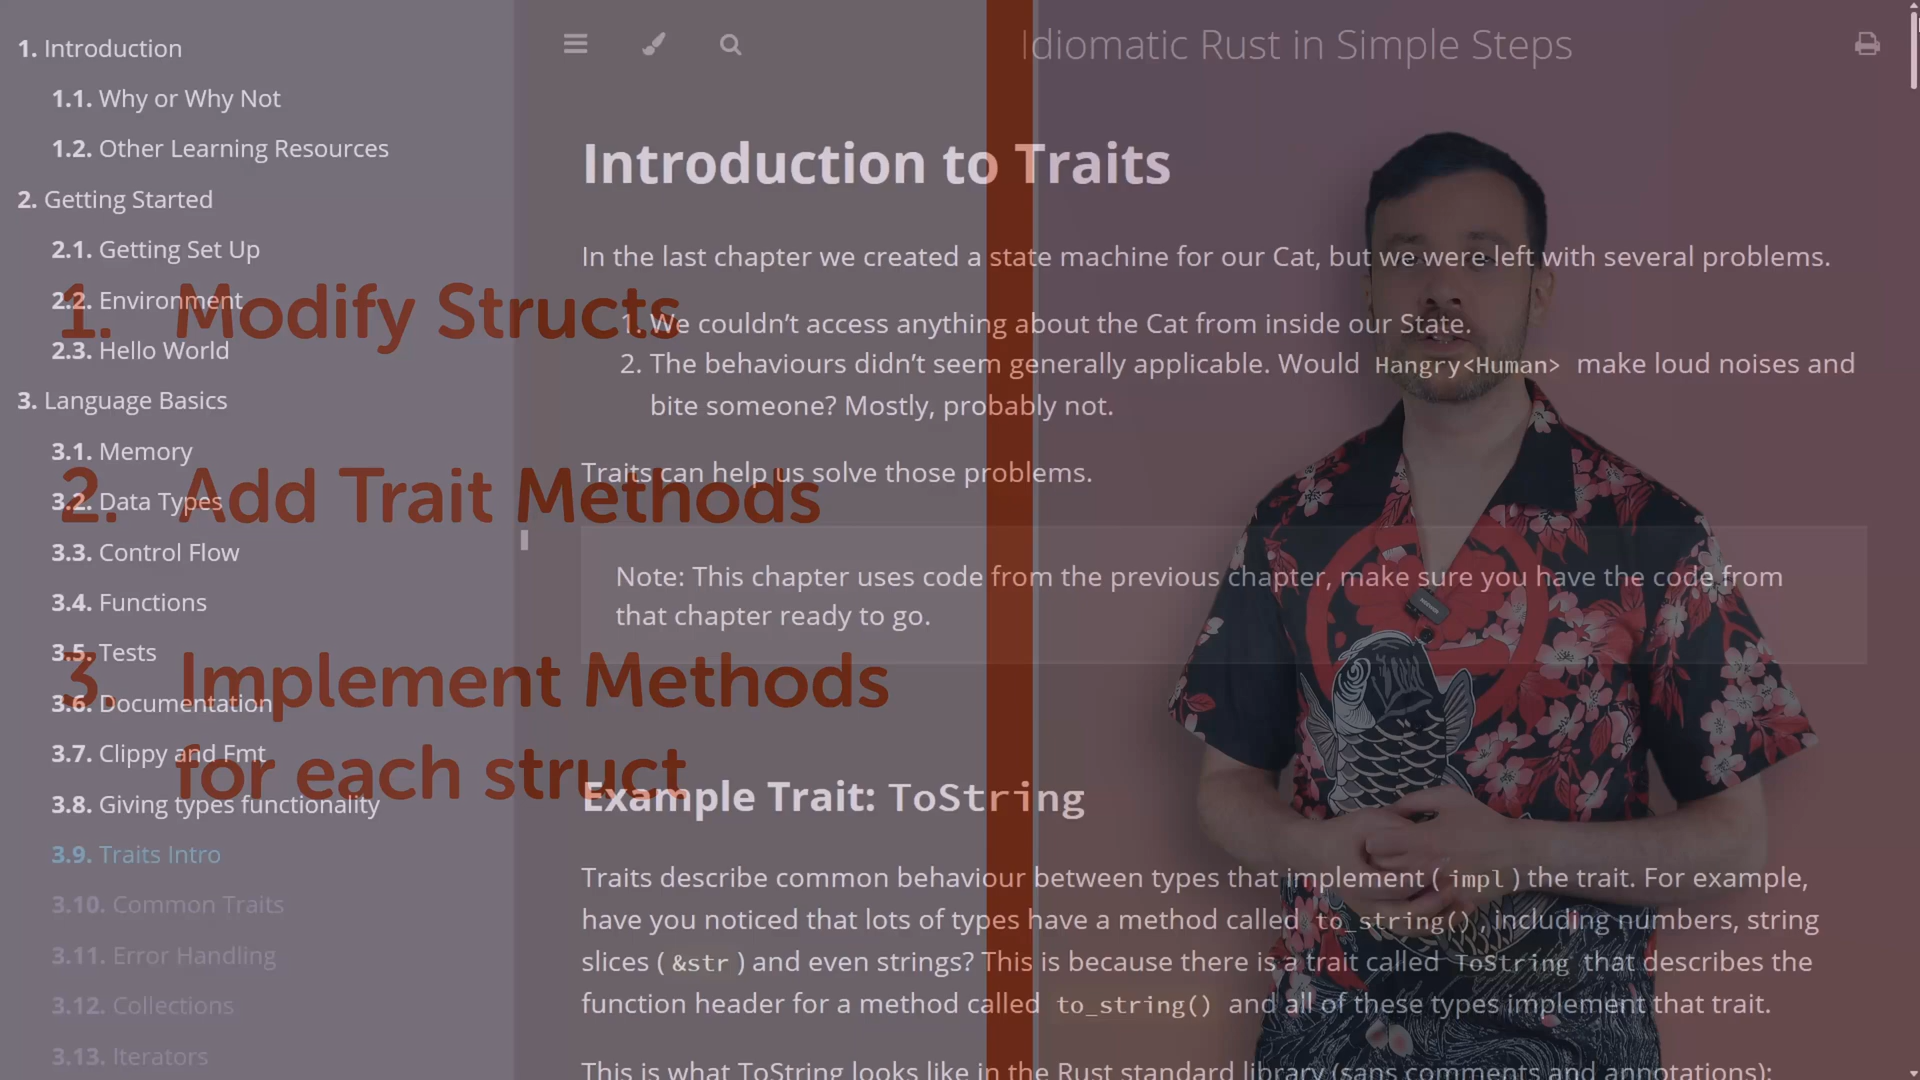 1. Introduction
1.1. Why or Why Not
1.2. Other Learning Resources
2. Getting Started
2.1. Getting Set Up
2.2. Environment
2.3. Hello World
3. Language Basics
3.1. Memory
3.2. Data Types
3.3. Control Flow
3.4. Functions
3.5. Tests
3.6. Documentation
3.7. Clippy and Fmt
3.8. Giving types functionality
3.9. Traits Intro
3.10. Common Traits
3.11. Error Handling
3.12. Collections
3.13. Iterators
1. Modify Structs
2. Add Trait Methods
3. Implement Methods
for each struct
Idiomatic Rust in Simple Steps
Introduction to Traits
In the last chapter we created a state machine for our Cat, but we were left with several problems.
1. We couldn't access anything about the Cat from inside our State.
2. The behaviours didn't seem generally applicable. Would Hangry<Human> make loud noises and
bite someone? Mostly, probably not.
Traits can help us solve those problems.
Note: This chapter uses code from the previous chapter, make sure you have the code from
that chapter ready to go.
Example Trait: ToString
Traits describe common behaviour between types that implement (impl) the trait. For example,
have you noticed that lots of types have a method called to_string(), including numbers, string
slices (&str) and even strings? This is because there is a trait called ToString that describes the
function header for a method called to_string() and all of these types implement that trait.
This is what ToString looks like in the Rust standard library (sans comments and annotations):